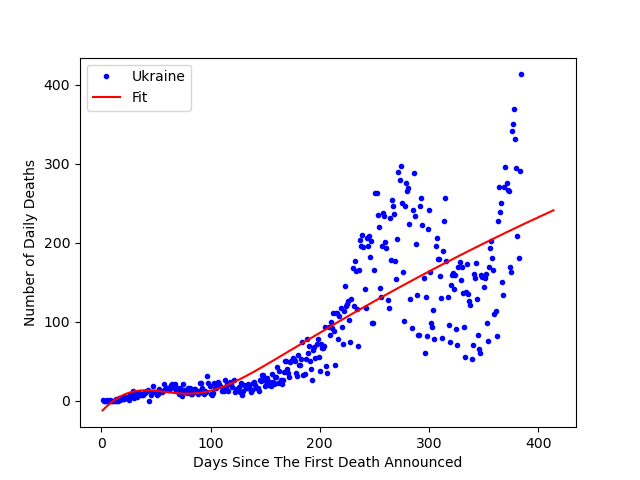 Ukraine
Fit
400
300
200
100
0
Number of Daily Deaths
0 100 200 300 400
Days Since The First Death Announced